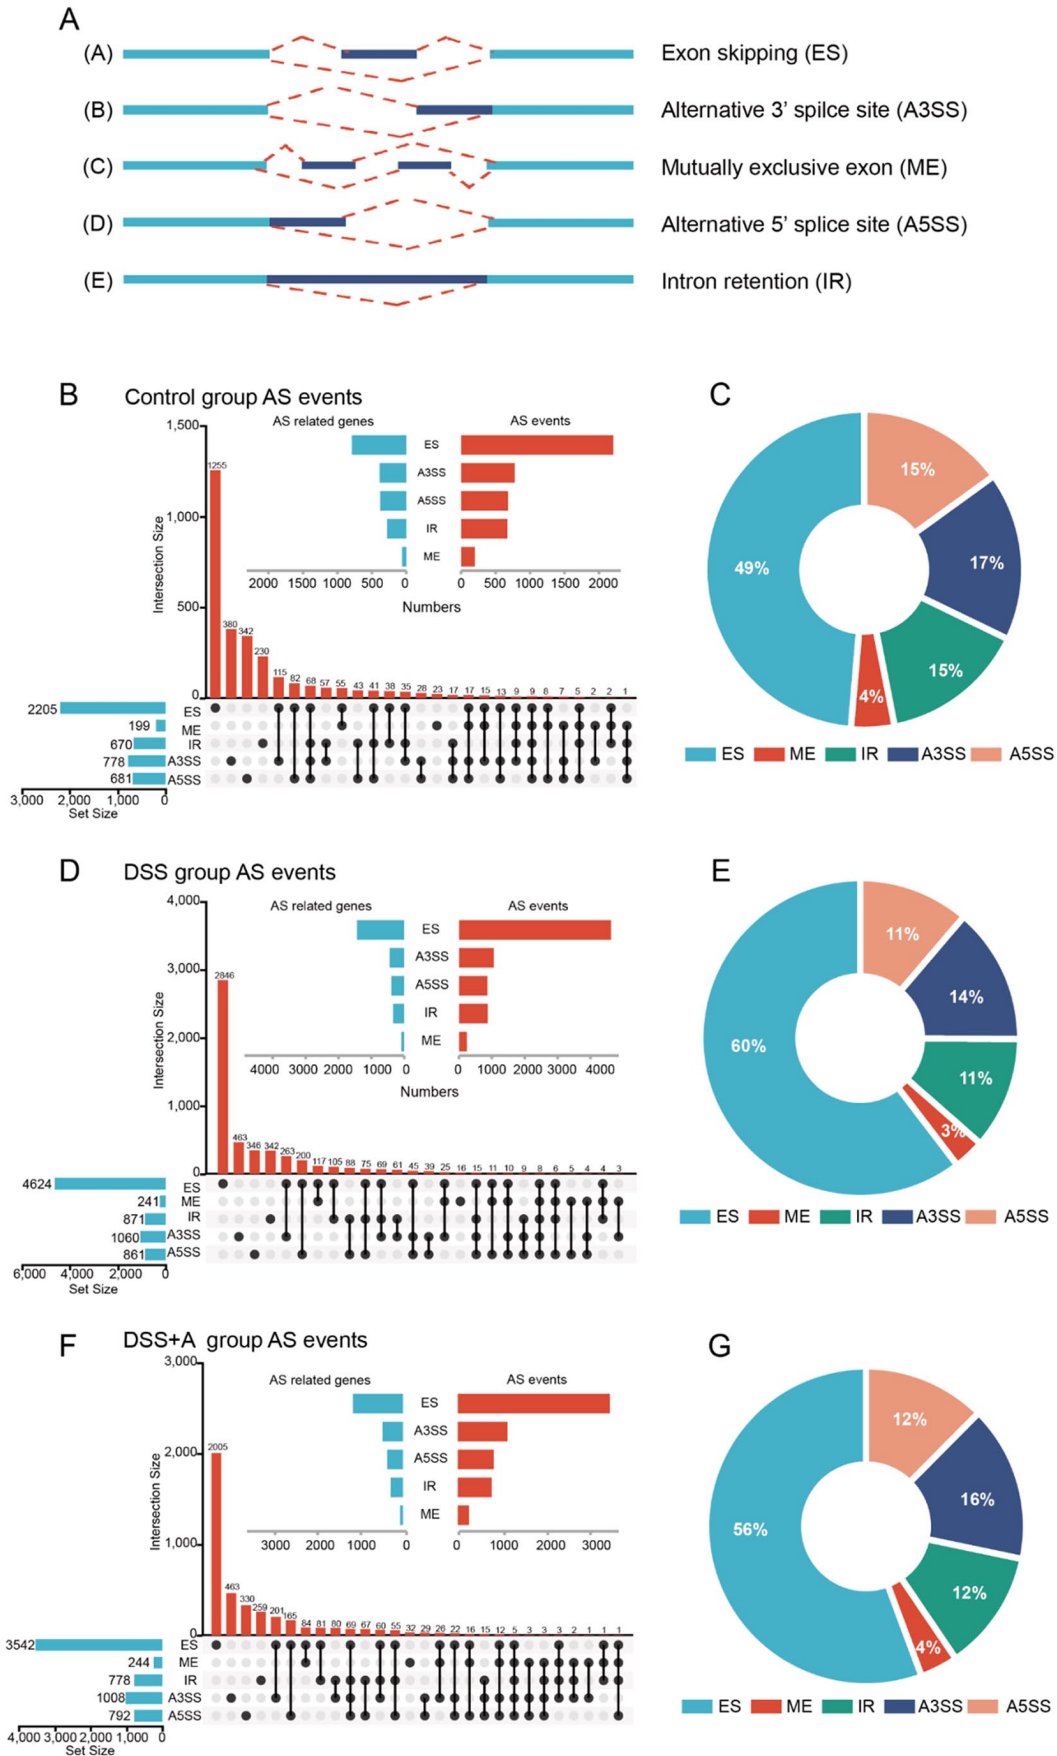 A
(A) Exon skipping (ES)
(B) Alternative 3’ spilce site (A3SS)
(C) Mutually exclusive exon (ME)
(D) Alternative 5’ splice site (A5SS)
(E) Intron retention (IR)
B Control group AS events
AS related genes AS events
ES
A3SS
A5SS
IR
ME
2000 1500 1000 500 0 0 500 1000 1500 2000
Numbers
Intersection Size
1,500
1,000
500
0
1255 380 342 230 115 82 68 57 55 43 41 38 35 28 23 17 17 15 13 9 9 8 7 5 2 2 1
2205 ES
199 ME
670 IR
778 A3SS
681 A5SS
3,000 2,000 1,000 0
Set Size
C
15%
17%
49%
15%
4%
ES ME IR A3SS A5SS
D DSS group AS events
AS related genes AS events
ES
A3SS
A5SS
IR
ME
4000 3000 2000 1000 0 0 1000 2000 3000 4000
Numbers
Intersection Size
4,000
3,000
2,000
1,000
0
2846 463 346 342 263 200 117 105 88 75 69 61 45 39 25 16 15 11 10 9 8 6 5 4 4 3
4624 ES
241 ME
871 IR
1060 A3SS
861 A5SS
6,000 4,000 2,000 0
Set Size
E
11%
14%
60%
11%
3%
ES ME IR A3SS A5SS
F DSS+A group AS events
AS related genes AS events
ES
A3SS
A5SS
IR
ME
3000 2000 1000 0 0 1000 2000 3000
Intersection Size
3,000
2,000
1,000
0
2005 463 330 259 201 165 84 81 80 69 67 60 55 32 29 26 22 16 15 12 5 3 3 3 2 1 1 1
3542 ES
244 ME
778 IR
1008 A3SS
792 A5SS
4,000 3,000 2,000 1,000 0
Set Size
G
12%
16%
56%
12%
4%
ES ME IR A3SS A5SS